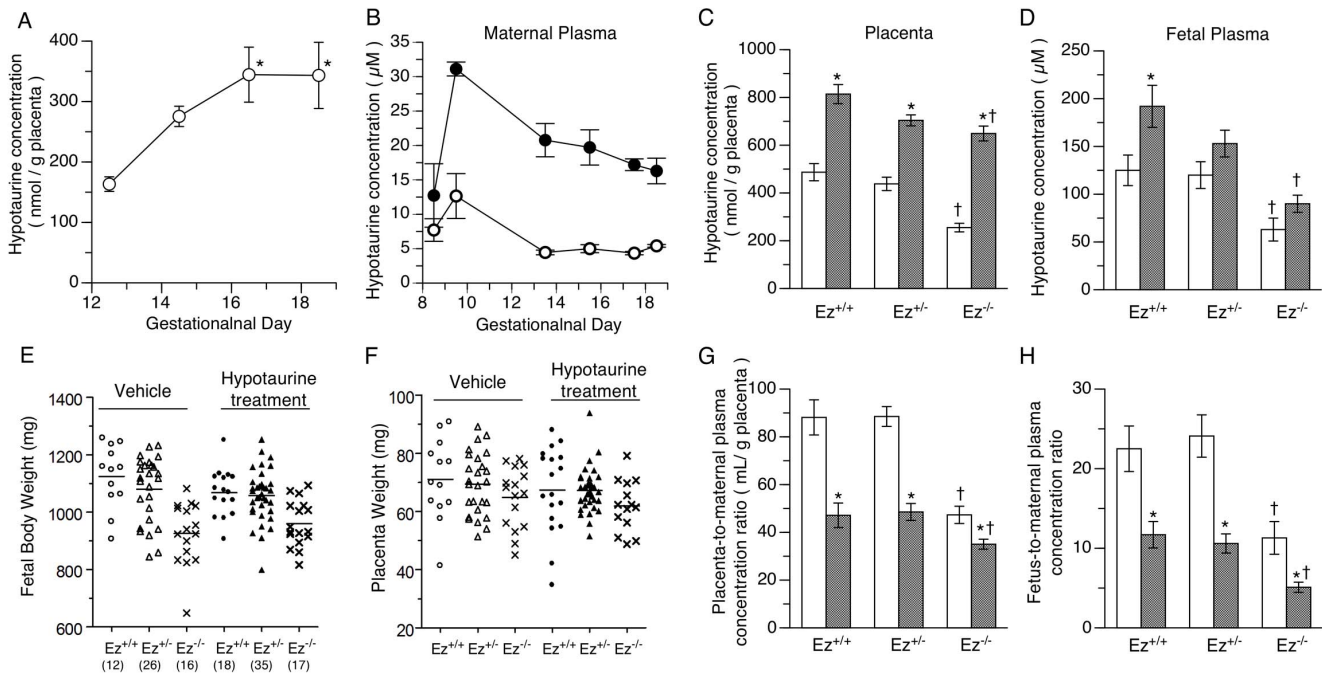 A
Hypotaurine concentration
( nmol / g placenta )
400
300
200
100
0
12
14
16
18
*
*
Gestationalnal Day
B
Maternal Plasma
Hypotaurine concentration ( µM )
35
30
25
20
15
10
5
0
8
10
12
14
16
18
Gestationalnal Day
C
Placenta
Hypotaurine concentration
( nmol / g placenta )
1000
800
600
400
200
0
*
*
†
*†
Ez+/+
Ez+/-
Ez-/-
D
Fetal Plasma
Hypotaurine concentration ( µM )
250
200
150
100
50
0
*
†
†
Ez+/+
Ez+/-
Ez-/-
E
Vehicle
Hypotaurine
treatment
Fetal Body Weight (mg)
1400
1200
1000
800
600
Ez+/+
Ez+/-
Ez-/-
Ez+/+
Ez+/-
Ez-/-
(12)
(26)
(16)
(18)
(35)
(17)
F
Vehicle
Hypotaurine
treatment
Placenta Weight (mg)
100
80
60
40
20
Ez+/+
Ez+/-
Ez-/-
Ez+/+
Ez+/-
Ez-/-
G
Placenta-to-maternal plasma
concentration ratio ( mL/ g placenta )
100
80
60
40
20
0
*
*
†
*†
Ez+/+
Ez+/-
Ez-/-
H
Fetus-to-maternal plasma
concentration ratio
30
20
10
0
*
*
†
*†
Ez+/+
Ez+/-
Ez-/-